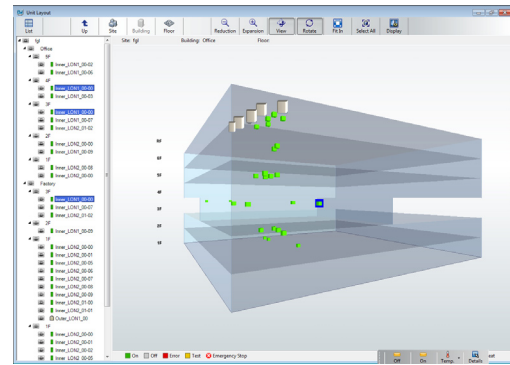 Unit Layout
List
Up
Site
Building
Floor
Reduction
Expansion
View
Rotate
Fit In
Select All
Display
Site: fgl
Building: Office
Floor:
fgl
Office
5F
Inner_LON1_00-02
Inner_LON1_00-06
4F
Inner_LON1_00-00
Inner_LON1_00-03
3F
Inner_LON1_00-00
Inner_LON1_00-07
Inner_LON2_01-02
2F
Inner_LON2_00-00
Inner_LON1_00-09
1F
Inner_LON2_00-08
Inner_LON2_00-00
Factory
3F
Inner_LON1_00-00
Inner_LON1_00-07
Inner_LON2_01-02
2F
Inner_LON1_00-09
1F
Inner_LON2_00-00
Inner_LON2_00-01
Inner_LON2_00-05
Inner_LON2_00-06
Inner_LON2_00-07
Inner_LON2_00-08
Inner_LON2_00-09
Inner_LON2_01-00
Inner_LON2_01-01
Outer_LON1_00
1F
Inner_LON2_00-00
Inner_LON2_00-01
Inner_LON2_00-02
On
Off
Error
Test
Emergency Stop
Off
On
Temp.
Details